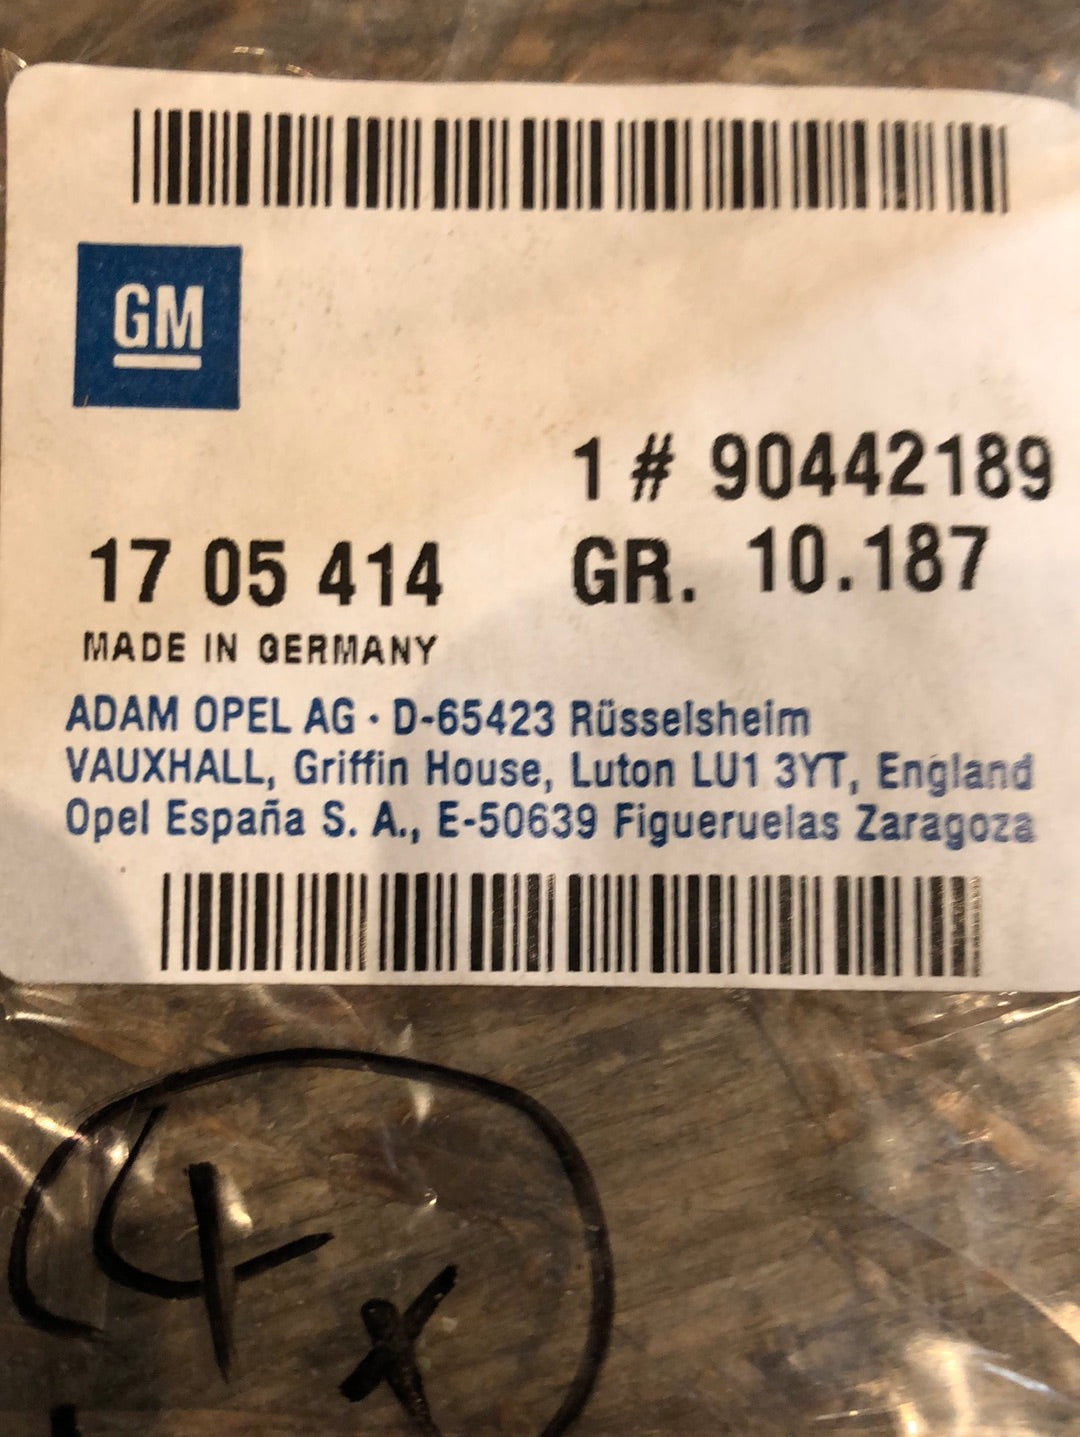 GM
1 # 90442189
17 05 414 GR. 10.187
MADE IN GERMANY
ADAM OPEL AG · D-65423 Rüsselsheim
VAUXHALL, Griffin House, Luton LU1 3YT, England
Opel España S. A., E-50639 Figueruelas Zaragoza
4x